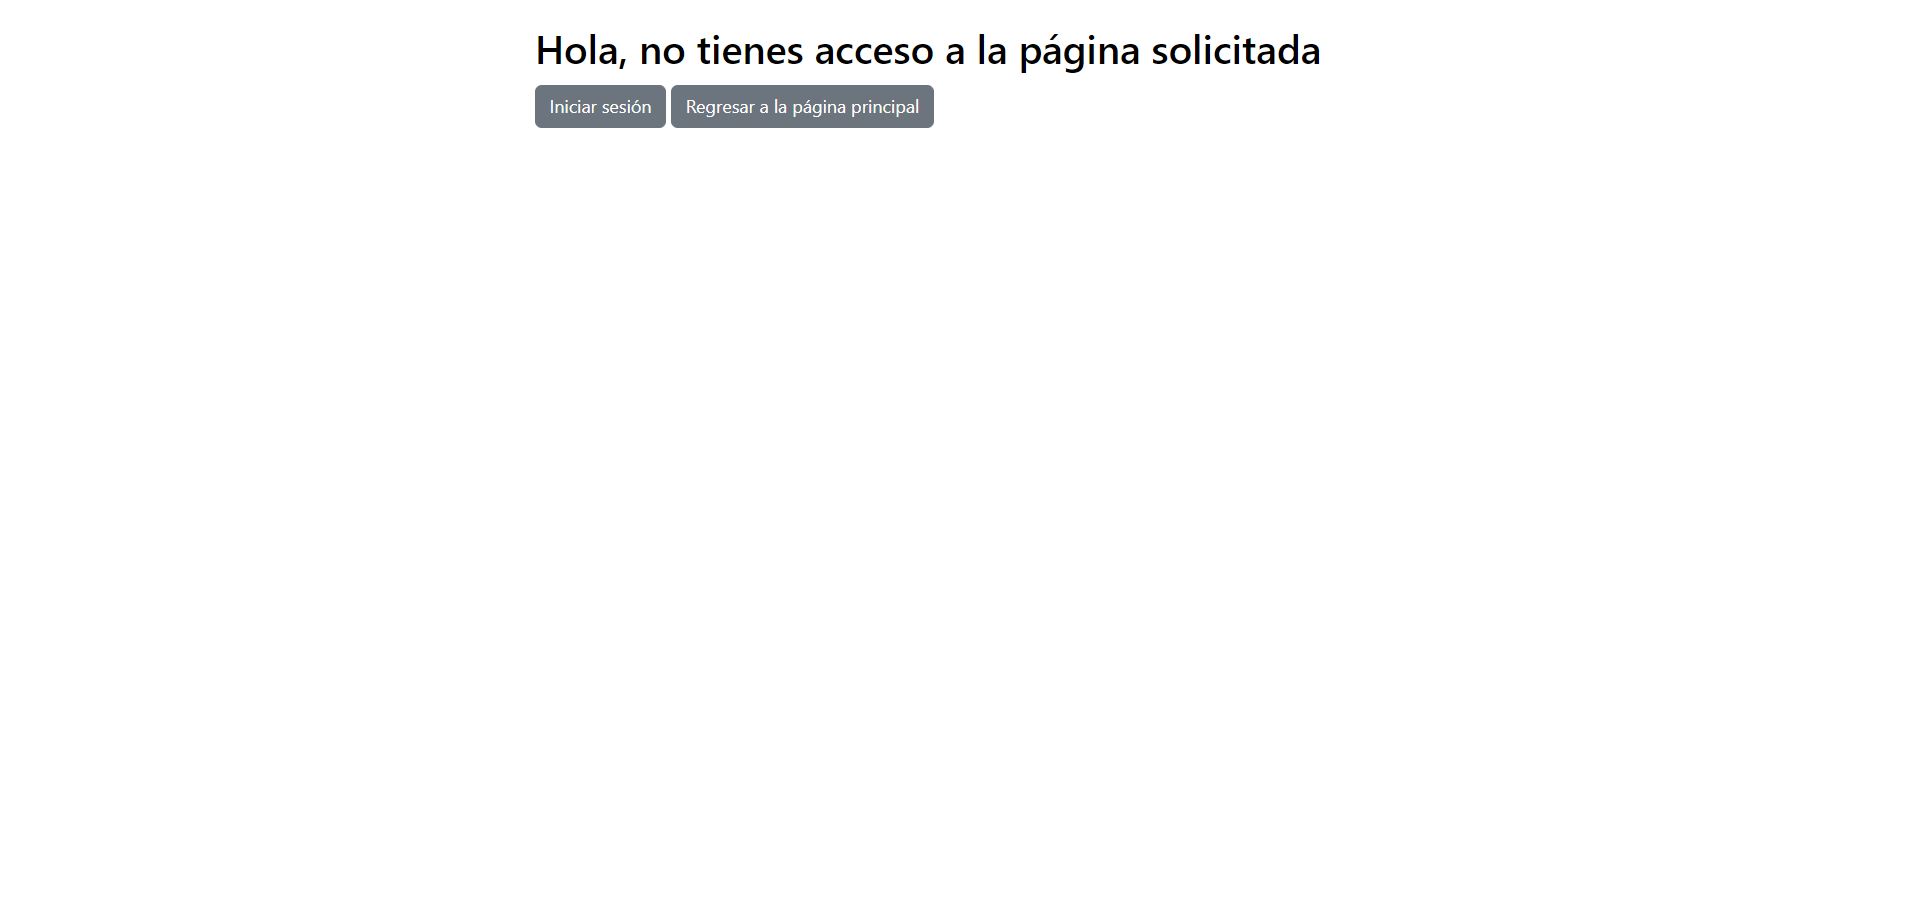 Hola, no tienes acceso a la página solicitada
Iniciar sesión Regresar a la página principal